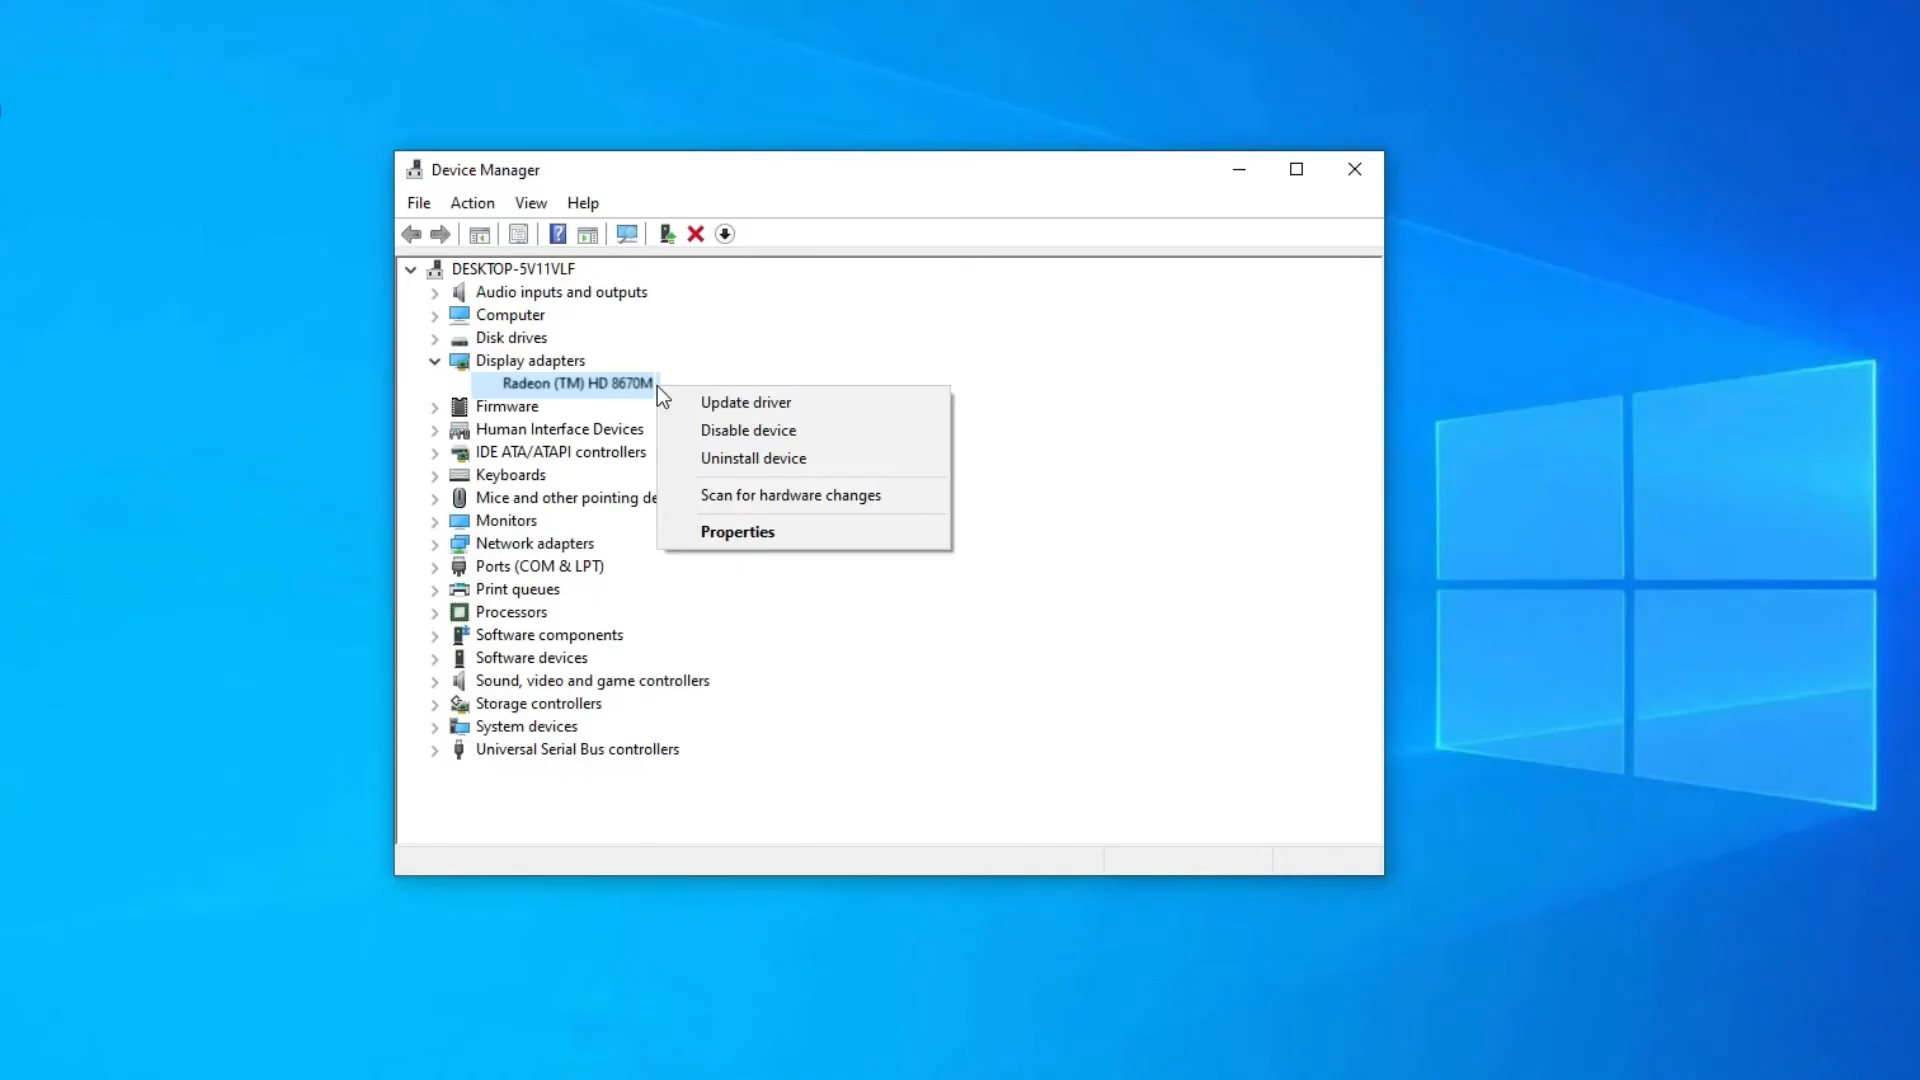 Device Manager
File Action View Help
DESKTOP-5V11VLF
Audio inputs and outputs
Computer
Disk drives
Display adapters
Radeon (TM) HD 8670M
Firmware
Human Interface Devices
IDE ATA/ATAPI controllers
Keyboards
Mice and other pointing de
Monitors
Network adapters
Ports (COM & LPT)
Print queues
Processors
Software components
Software devices
Sound, video and game controllers
Storage controllers
System devices
Universal Serial Bus controllers
Update driver
Disable device
Uninstall device
Scan for hardware changes
Properties